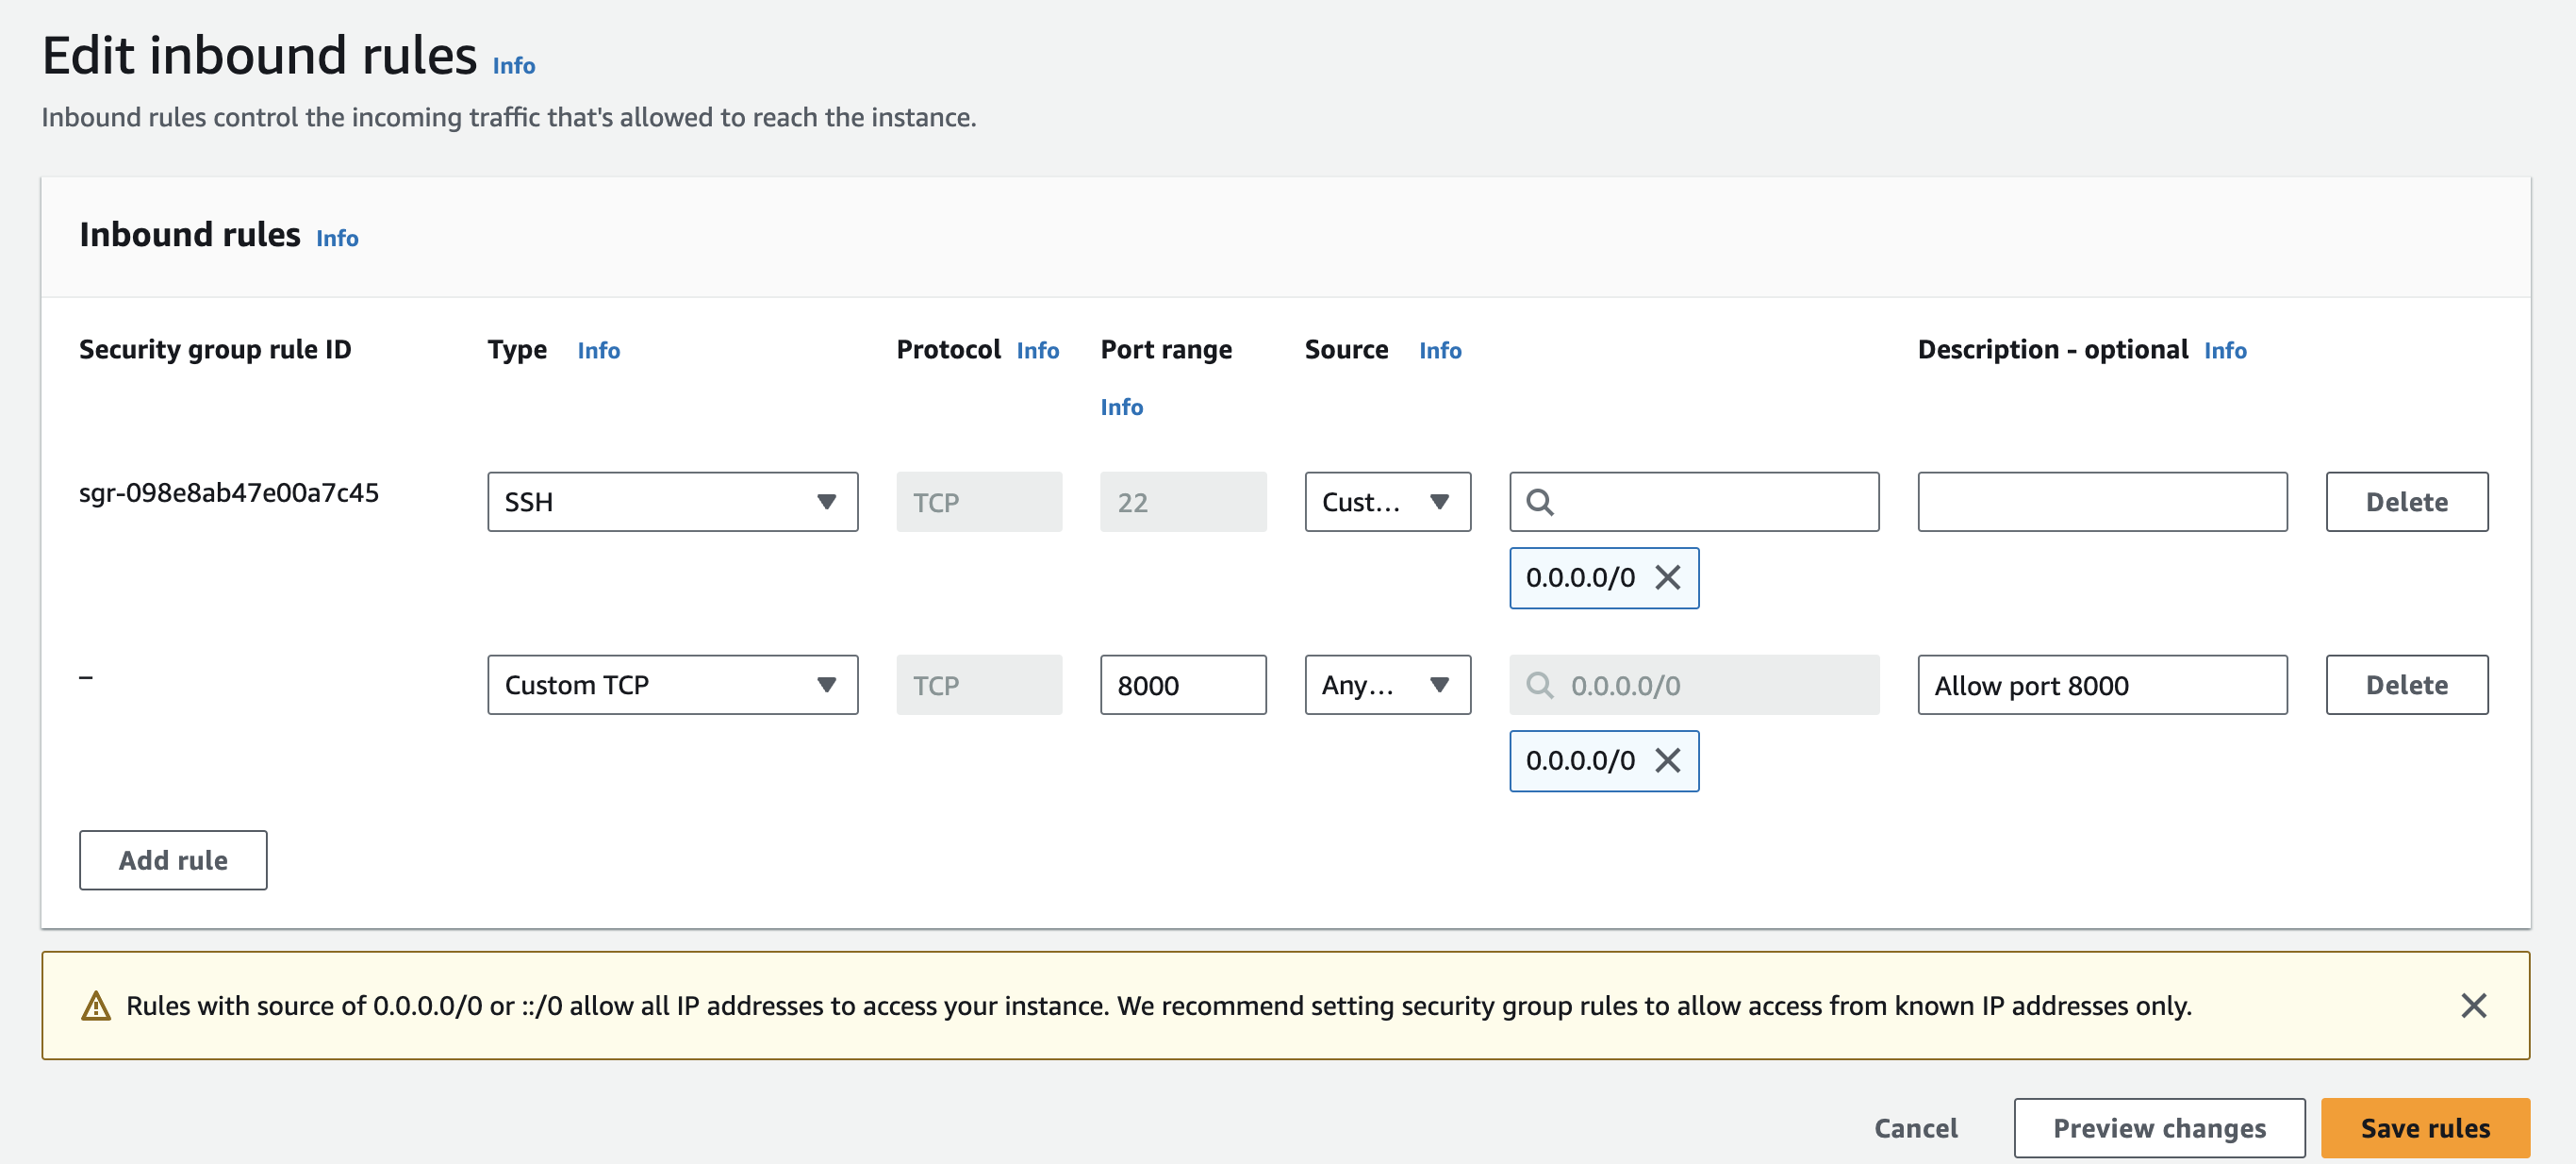 Edit inbound rules Info
Inbound rules control the incoming traffic that's allowed to reach the instance.
Inbound rules Info
Security group rule ID Type Info Protocol Info Port range Source Info Description - optional Info
Info
sgr-098e8ab47e00a7c45 SSH TCP 22 Cust... Delete
0.0.0.0/0
– Custom TCP TCP 8000 Any... 0.0.0.0/0 Allow port 8000 Delete
0.0.0.0/0
Add rule
Rules with source of 0.0.0.0/0 or ::/0 allow all IP addresses to access your instance. We recommend setting security group rules to allow access from known IP addresses only.
Cancel Preview changes Save rules